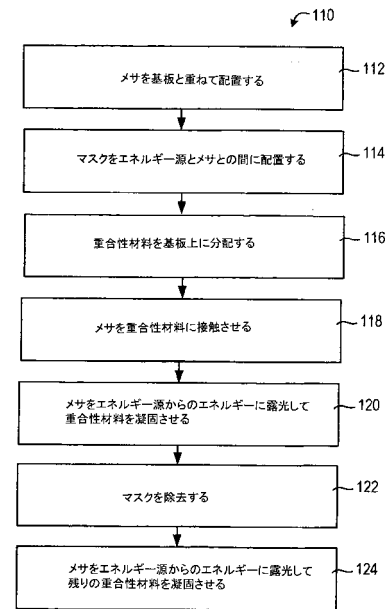 110
メサを基板と重ねて配置する
112
マスクをエネルギー源とメサとの間に配置する
114
重合性材料を基板上に分配する
116
メサを重合性材料に接触させる
118
メサをエネルギー源からのエネルギーに露光して
重合性材料を凝固させる
120
マスクを除去する
122
メサをエネルギー源からのエネルギーに露光して
残りの重合性材料を凝固させる
124